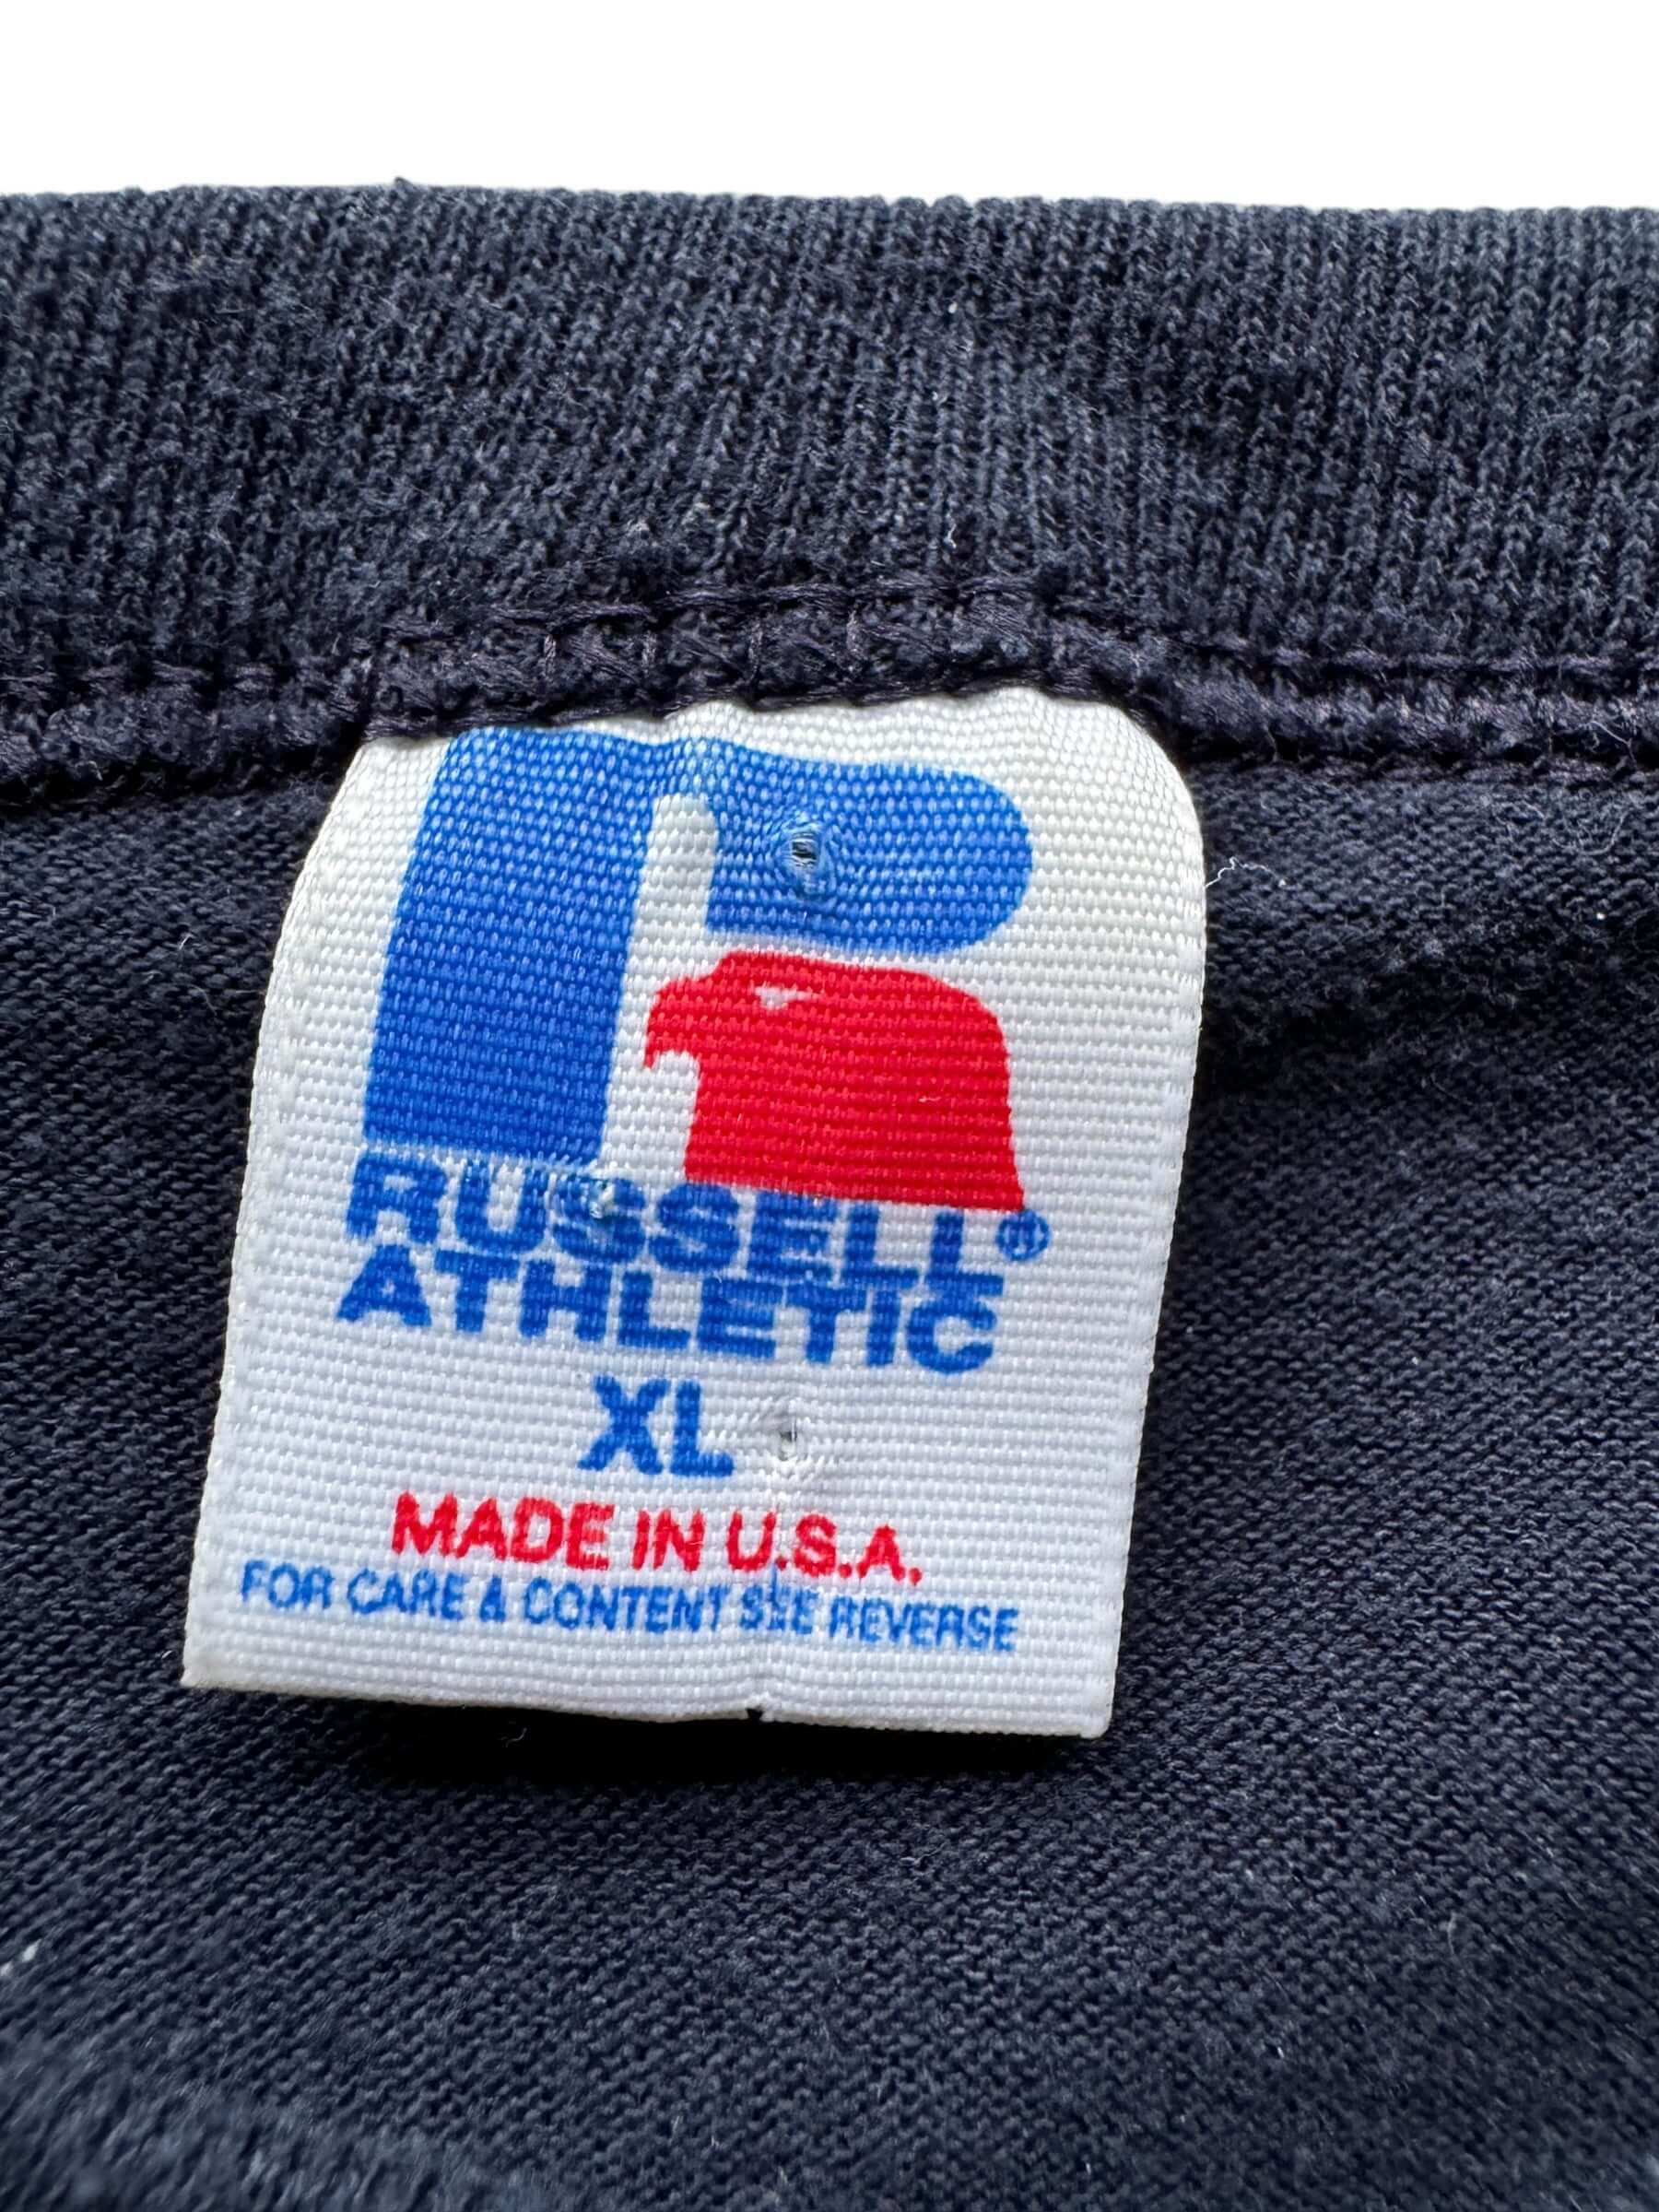 RUSSELL®
ATHLETIC
XL
MADE IN U.S.A.
FOR CARE & CONTENT SEE REVERSE